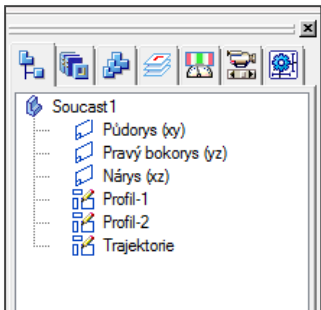 Soucast1
Půdorys (xy)
Pravý bokorys (yz)
Nárys (xz)
Profil-1
Profil-2
Trajektorie